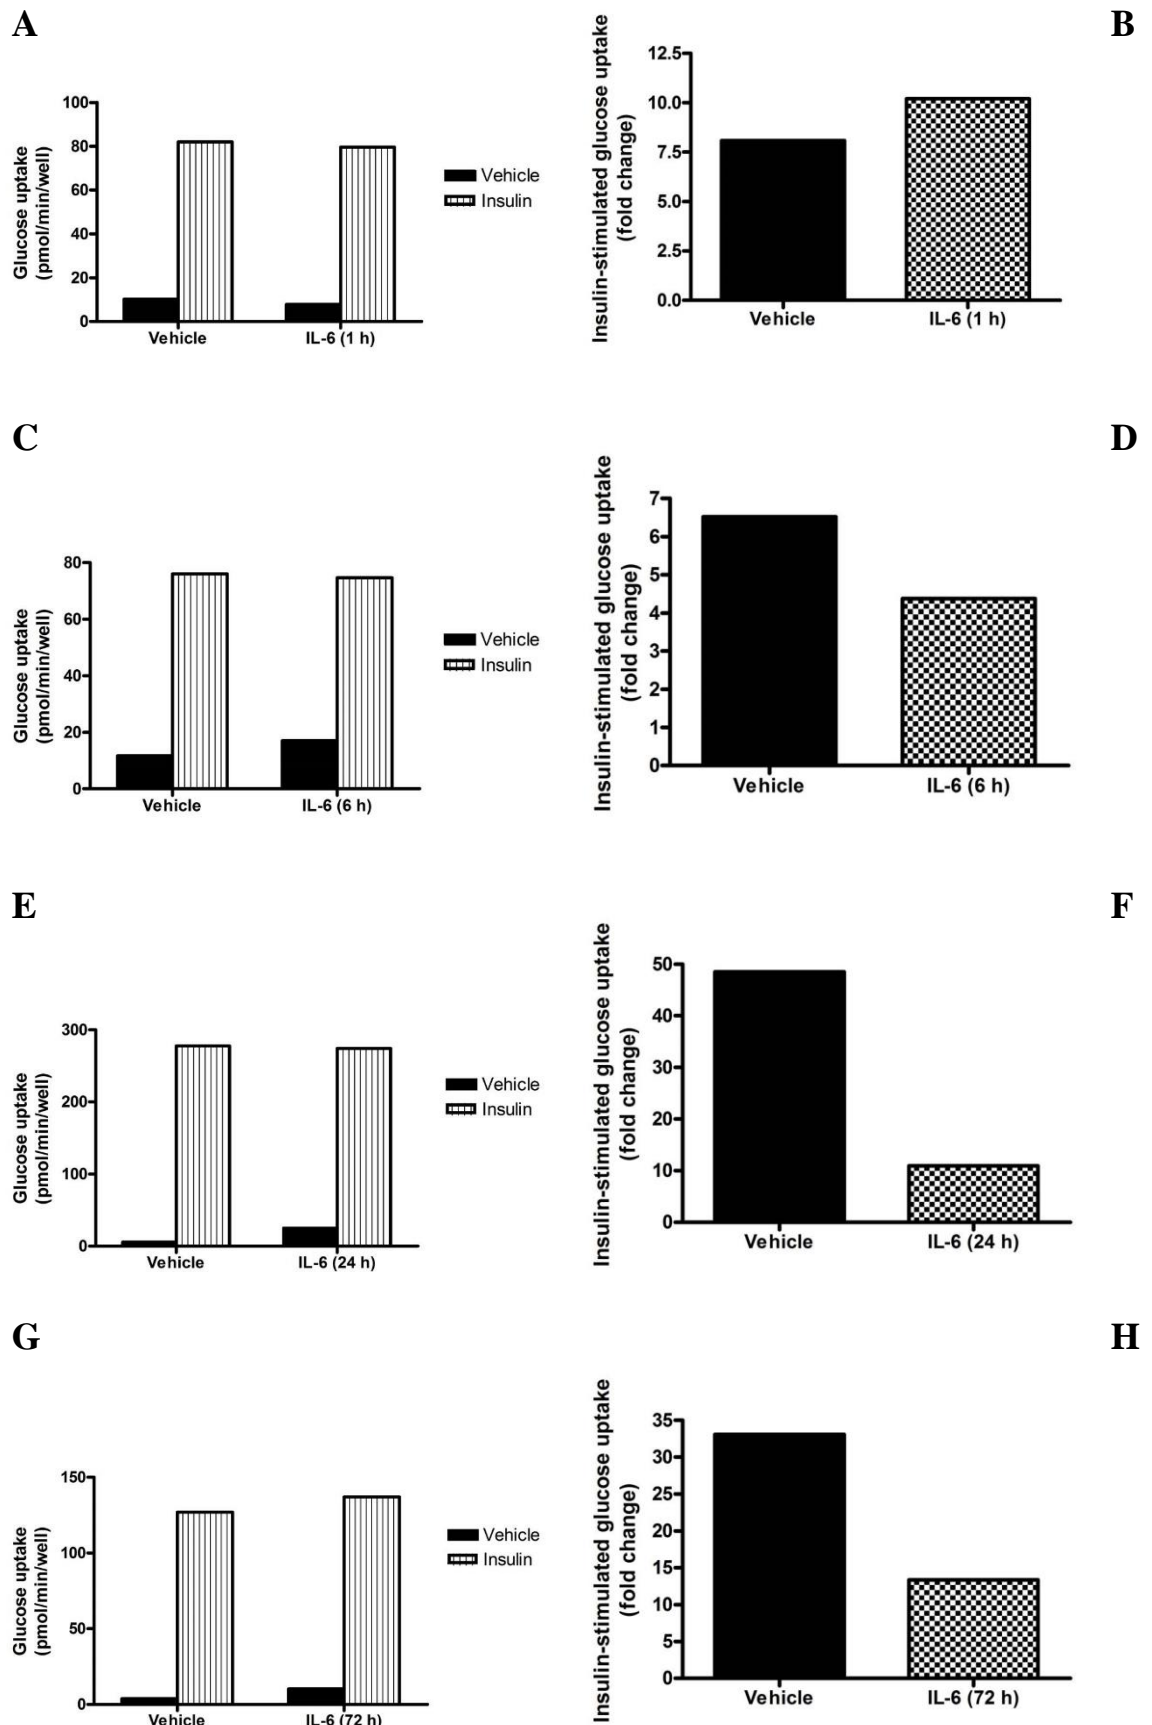 A
B
Glucose uptake
(pmol/min/well)
100
80
60
40
20
0
Vehicle
IL-6 (1 h)
Vehicle
Insulin
Insulin-stimulated glucose uptake
(fold change)
12.5
10.0
7.5
5.0
2.5
0.0
Vehicle
IL-6 (1 h)
C
D
Glucose uptake
(pmol/min/well)
80
60
40
20
0
Vehicle
IL-6 (6 h)
Vehicle
Insulin
Insulin-stimulated glucose uptake
(fold change)
7
6
5
4
3
2
1
0
Vehicle
IL-6 (6 h)
E
F
Glucose uptake
(pmol/min/well)
300
200
100
0
Vehicle
IL-6 (24 h)
Vehicle
Insulin
Insulin-stimulated glucose uptake
(fold change)
50
40
30
20
10
0
Vehicle
IL-6 (24 h)
G
H
Glucose uptake
(pmol/min/well)
150
100
50
0
Vehicle
IL-6 (72 h)
Vehicle
Insulin
Insulin-stimulated glucose uptake
(fold change)
35
30
25
20
15
10
5
0
Vehicle
IL-6 (72 h)